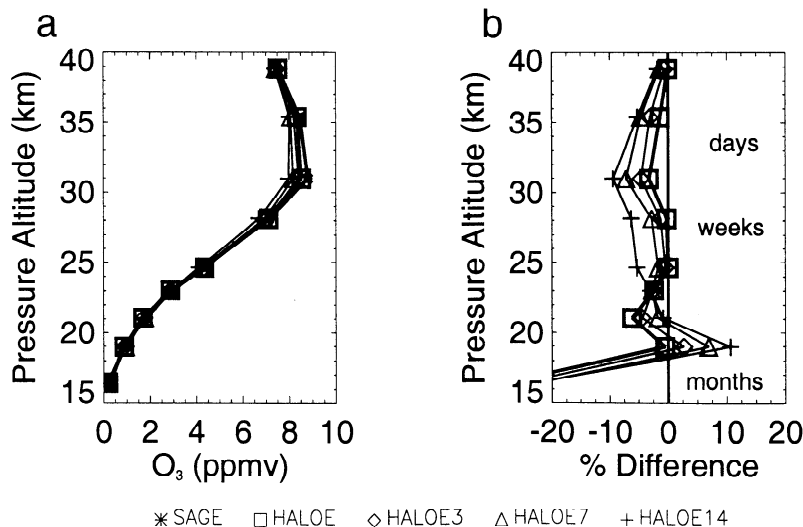 a
b
40
35
30
25
20
15
Pressure Altitude (km)
0 2 4 6 8 10
O₃ (ppmv)
40
35
30
25
20
15
Pressure Altitude (km)
days
weeks
months
-20 -10 0 10 20
% Difference
SAGE HALOE HALOE3 HALOE7 HALOE14